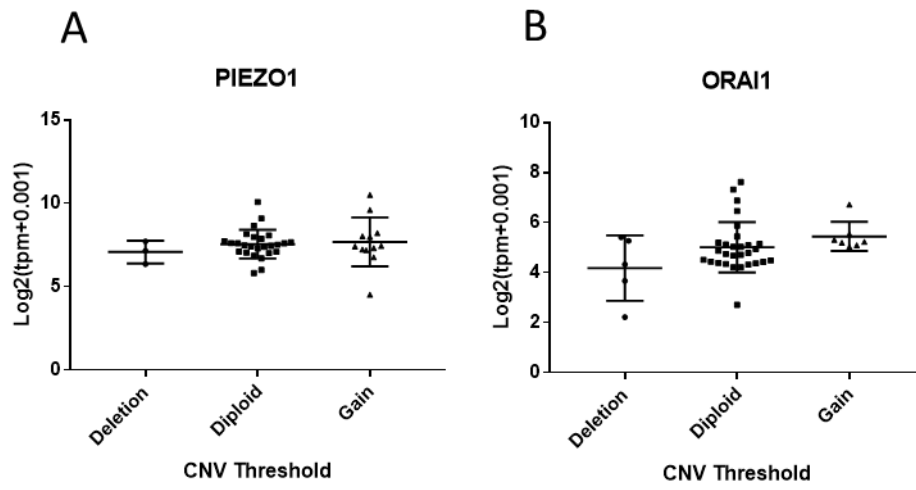 A
PIEZO1
Log2(tpm+0.001)
15
10
5
0
Deletion
Diploid
Gain
CNV Threshold
B
ORAI1
Log2(tpm+0.001)
10
8
6
4
2
0
Deletion
Diploid
Gain
CNV Threshold